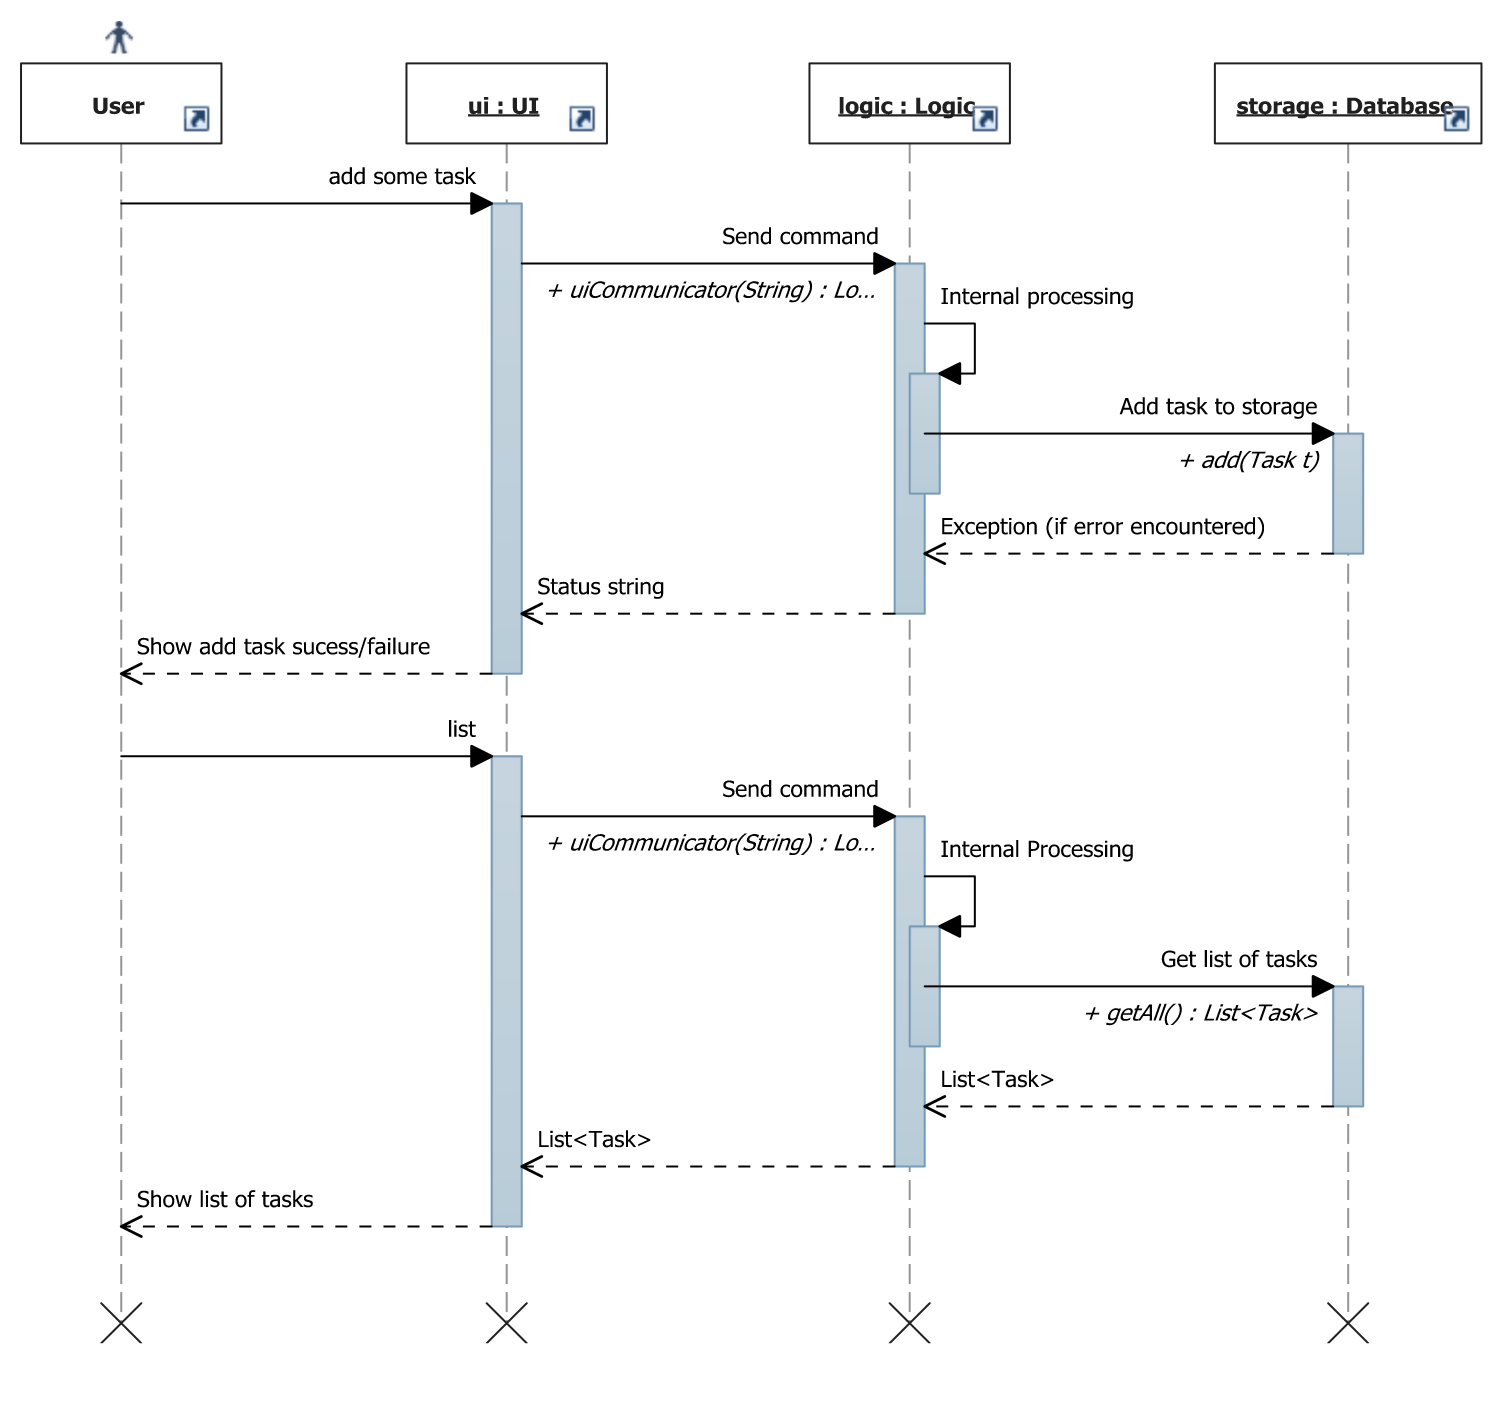 User
ui : UI
logic : Logic
storage : Database
add some task
Send command
+ uiCommunicator(String) : Lo...
Internal processing
Add task to storage
+ add(Task t)
Exception (if error encountered)
Status string
Show add task sucess/failure
list
Send command
+ uiCommunicator(String) : Lo...
Internal Processing
Get list of tasks
+ getAll() : List<Task>
List<Task>
List<Task>
Show list of tasks